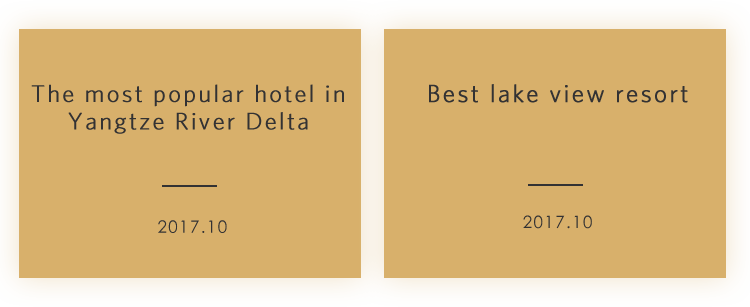 The most popular hotel in
Yangtze River Delta
2017.10
Best lake view resort
2017.10